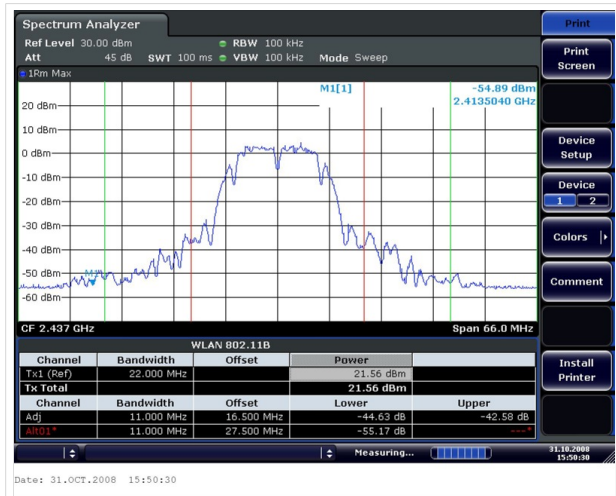 Spectrum Analyzer
Print
Ref Level 30.00 dBm RBW 100 kHz
Att 45 dB SWT 100 ms VBW 100 kHz Mode Sweep
Print Screen
1Rm Max
M1[1] -54.89 dBm
2.4135040 GHz
20 dBm
10 dBm
0 dBm
-10 dBm
-20 dBm
-30 dBm
-40 dBm
-50 dBm
-60 dBm
M1
Device Setup
Device
1 2
Colors
Comment
CF 2.437 GHz Span 66.0 MHz
WLAN 802.11B
Channel Bandwidth Offset Power
Tx1 (Ref) 22.000 MHz 21.56 dBm
Tx Total 21.56 dBm
Channel Bandwidth Offset Lower Upper
Adj 11.000 MHz 16.500 MHz -44.63 dB -42.58 dB
Alt01* 11.000 MHz 27.500 MHz -55.17 dB ---*
Install Printer
Measuring...
31.10.2008
15:50:30
Date: 31.OCT.2008 15:50:30